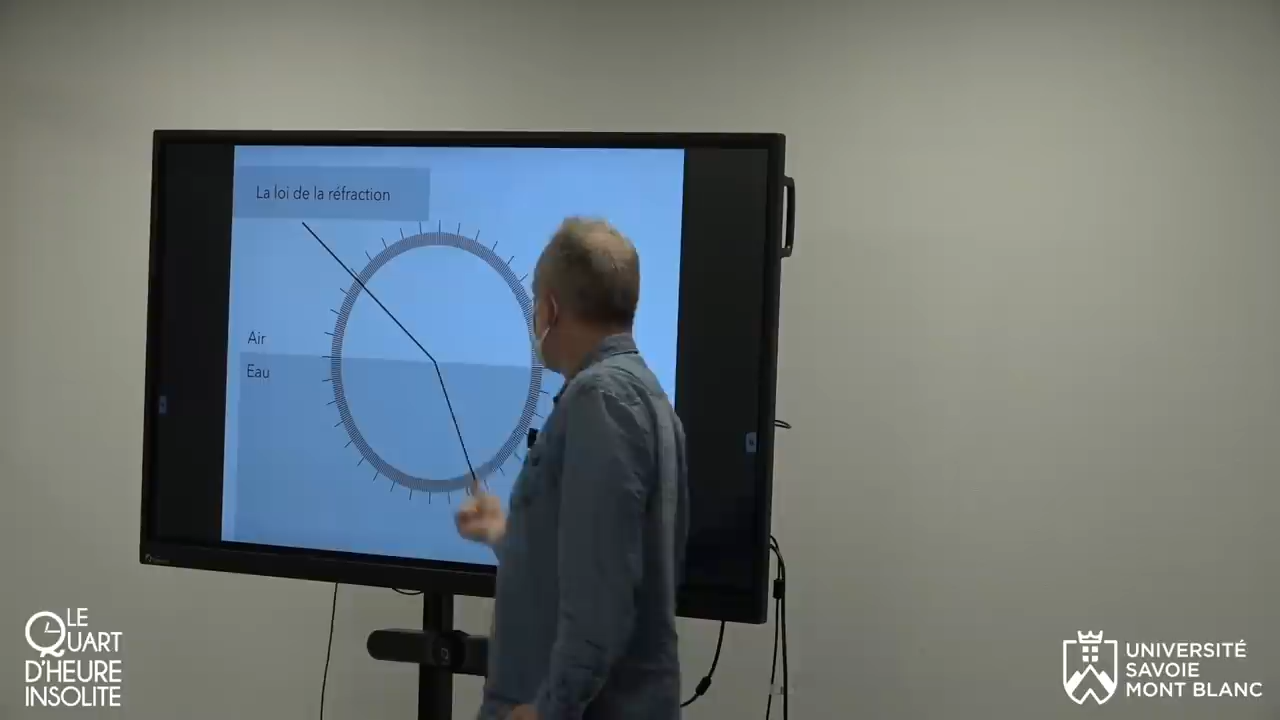 La loi de la réfraction
Air
Eau
LE
QUART
D'HEURE
INSOLITE
UNIVERSITÉ
SAVOIE
MONT BLANC